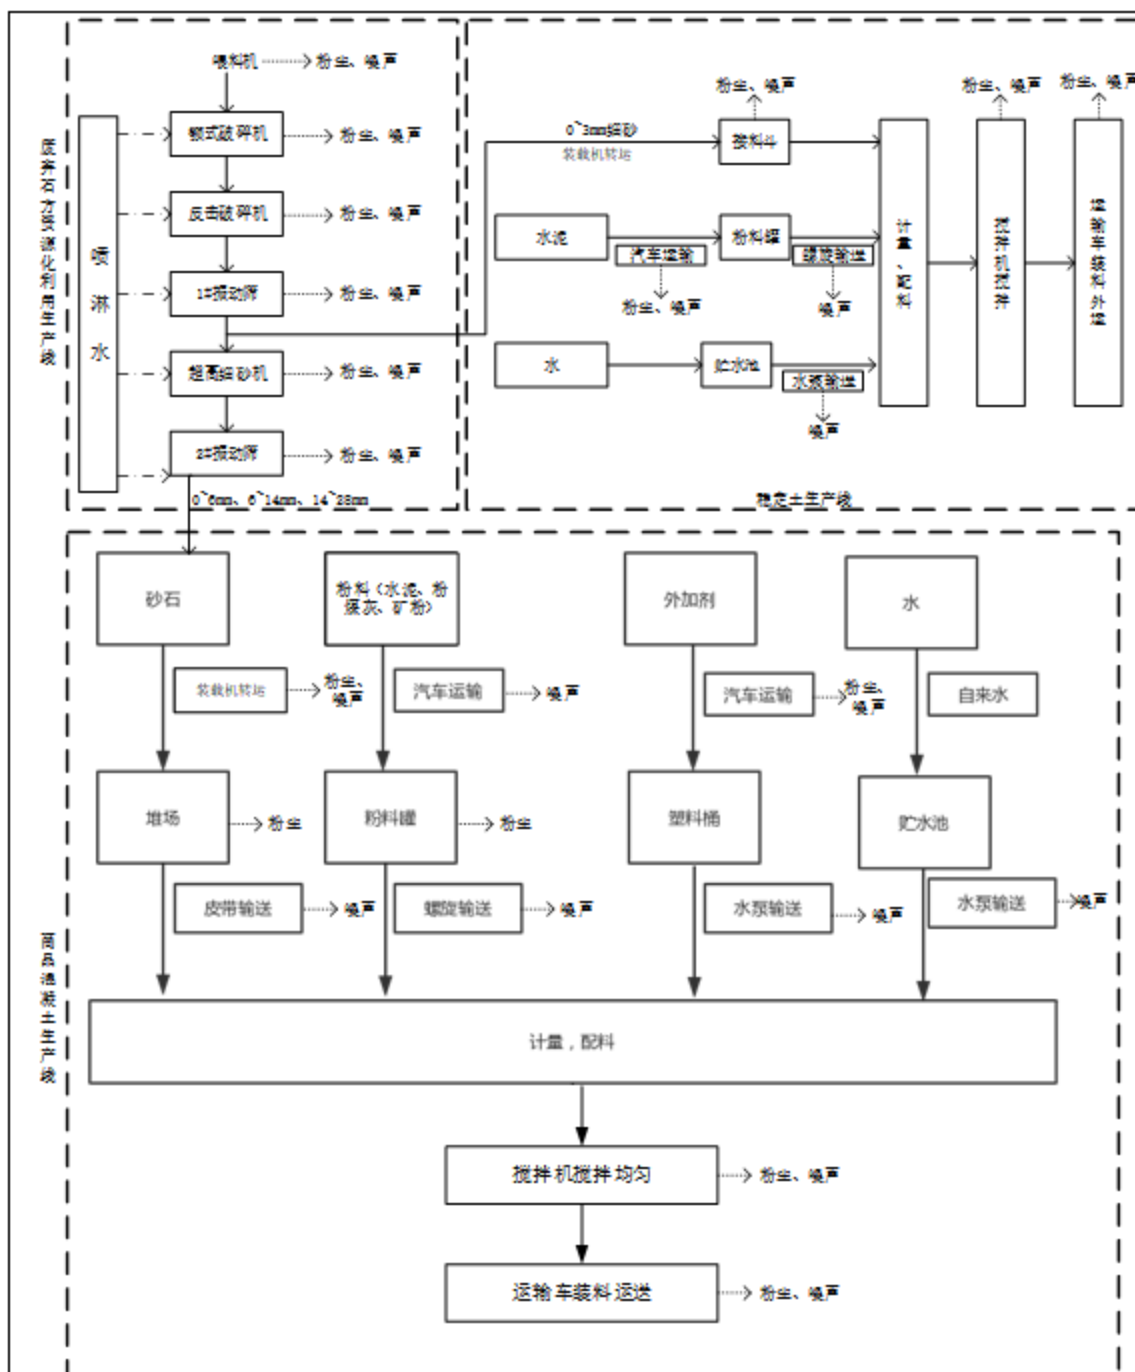 废弃石方资源化利用生产线
喂料机
粉尘、噪声
喷淋水
颚式破碎机
粉尘、噪声
反击破碎机
粉尘、噪声
1#振动筛
粉尘、噪声
超高细砂机
粉尘、噪声
2#振动筛
粉尘、噪声
0~6mm、6~14mm、14~28mm
粉尘、噪声
0~3mm细砂
装载机转运
接料斗
水泥
汽车运输
粉尘、噪声
粉料罐
螺旋输送
噪声
水
贮水池
水泵输送
噪声
计量、配料
粉尘、噪声
搅拌机搅拌
粉尘、噪声
运输车装料外运
稳定土生产线
商品混凝土生产线
砂石
粉料（水泥、粉
煤灰、矿粉）
外加剂
水
装载机转运
粉尘、
噪声
汽车运输
噪声
汽车运输
粉尘、
噪声
自来水
堆场
粉尘
粉料罐
粉尘
塑料桶
贮水池
皮带输送
噪声
螺旋输送
噪声
水泵输送
噪声
水泵输送
噪声
计量，配料
搅拌机搅拌均匀
粉尘、噪声
运输车装料运送
粉尘、噪声